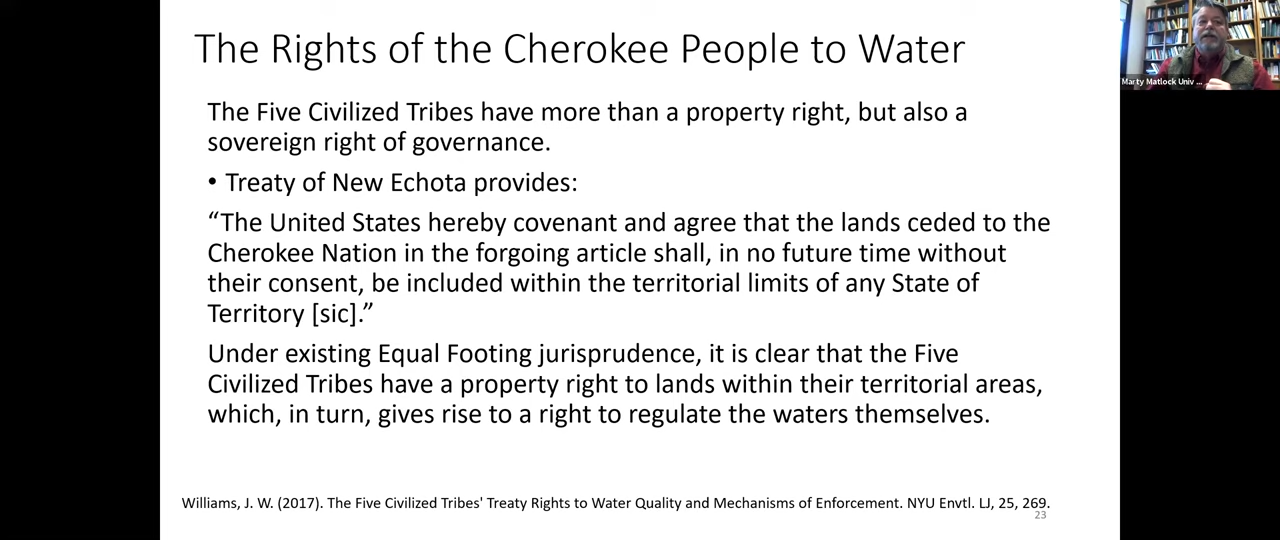 The Rights of the Cherokee People to Water
Marty Matlock Univ ...
The Five Civilized Tribes have more than a property right, but also a
sovereign right of governance.
• Treaty of New Echota provides:
“The United States hereby covenant and agree that the lands ceded to the
Cherokee Nation in the forgoing article shall, in no future time without
their consent, be included within the territorial limits of any State of
Territory [sic].”
Under existing Equal Footing jurisprudence, it is clear that the Five
Civilized Tribes have a property right to lands within their territorial areas,
which, in turn, gives rise to a right to regulate the waters themselves.
Williams, J. W. (2017). The Five Civilized Tribes' Treaty Rights to Water Quality and Mechanisms of Enforcement. NYU Envtl. LJ, 25, 269.
23